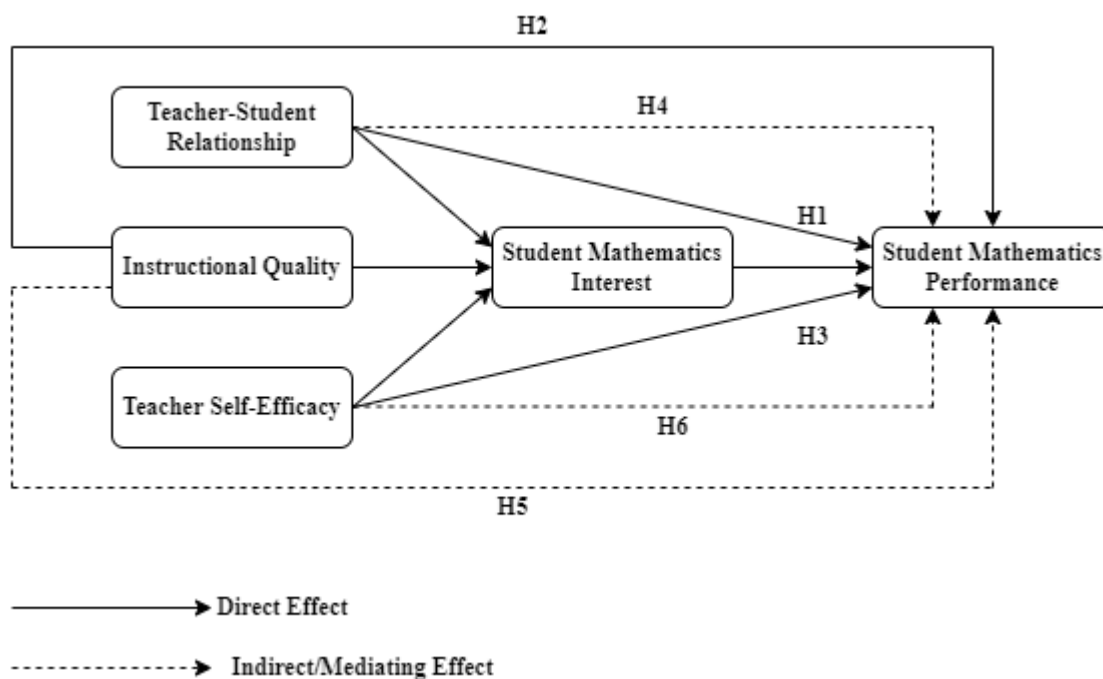 H2
Teacher-Student
Relationship
H4
H1
Instructional Quality
Student Mathematics
Interest
Student Mathematics
Performance
H3
Teacher Self-Efficacy
H6
H5
Direct Effect
Indirect/Mediating Effect